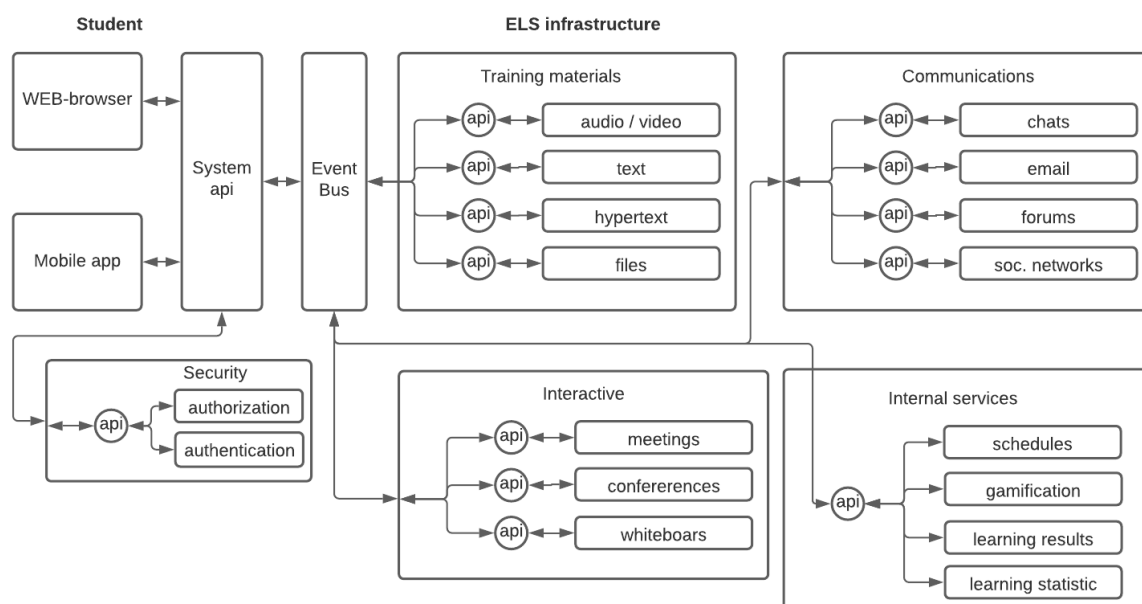 Student
ELS infrastructure
WEB-browser
Mobile app
System
api
Event
Bus
Training materials
api
audio / video
api
text
api
hypertext
api
files
Communications
api
chats
api
email
api
forums
api
soc. networks
Security
api
authorization
authentication
Interactive
api
meetings
api
confererences
api
whiteboars
Internal services
api
schedules
gamification
learning results
learning statistic